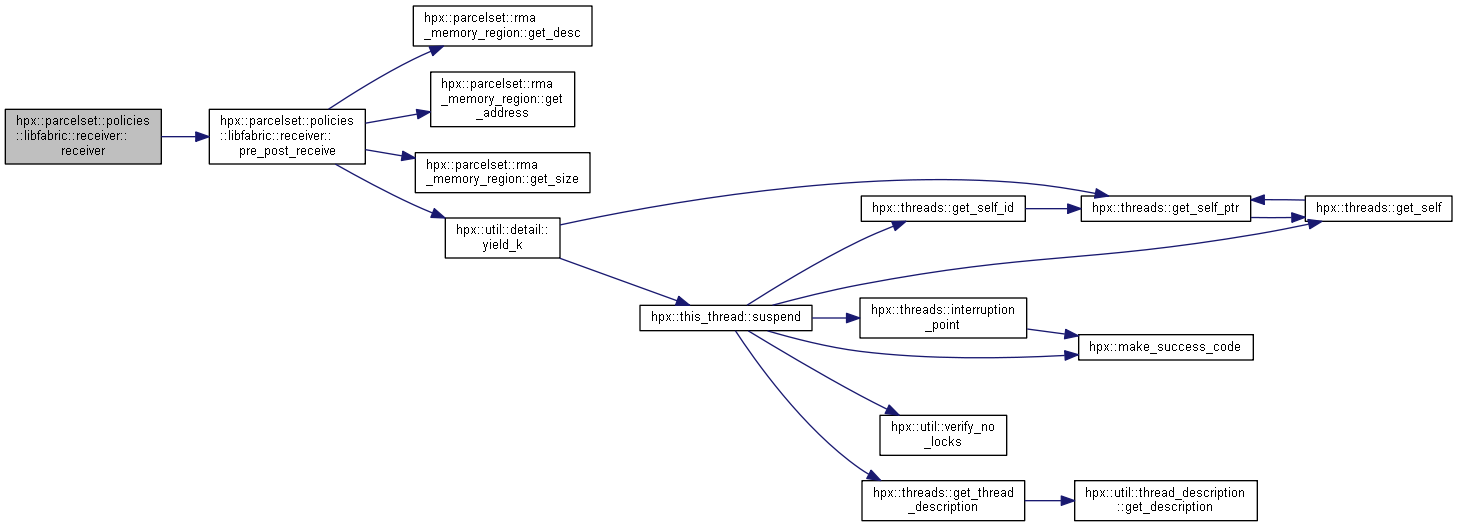 hpx::parcelset::policies
::libfabric::receiver::
receiver
hpx::parcelset::policies
::libfabric::receiver::
pre_post_receive
hpx::parcelset::rma
_memory_region::get_desc
hpx::parcelset::rma
_memory_region::get
_address
hpx::parcelset::rma
_memory_region::get_size
hpx::util::detail::
yield_k
hpx::this_thread::suspend
hpx::threads::get_self_id
hpx::threads::get_self_ptr
hpx::threads::get_self
hpx::threads::interruption
_point
hpx::make_success_code
hpx::util::verify_no
_locks
hpx::threads::get_thread
_description
hpx::util::thread_description
::get_description